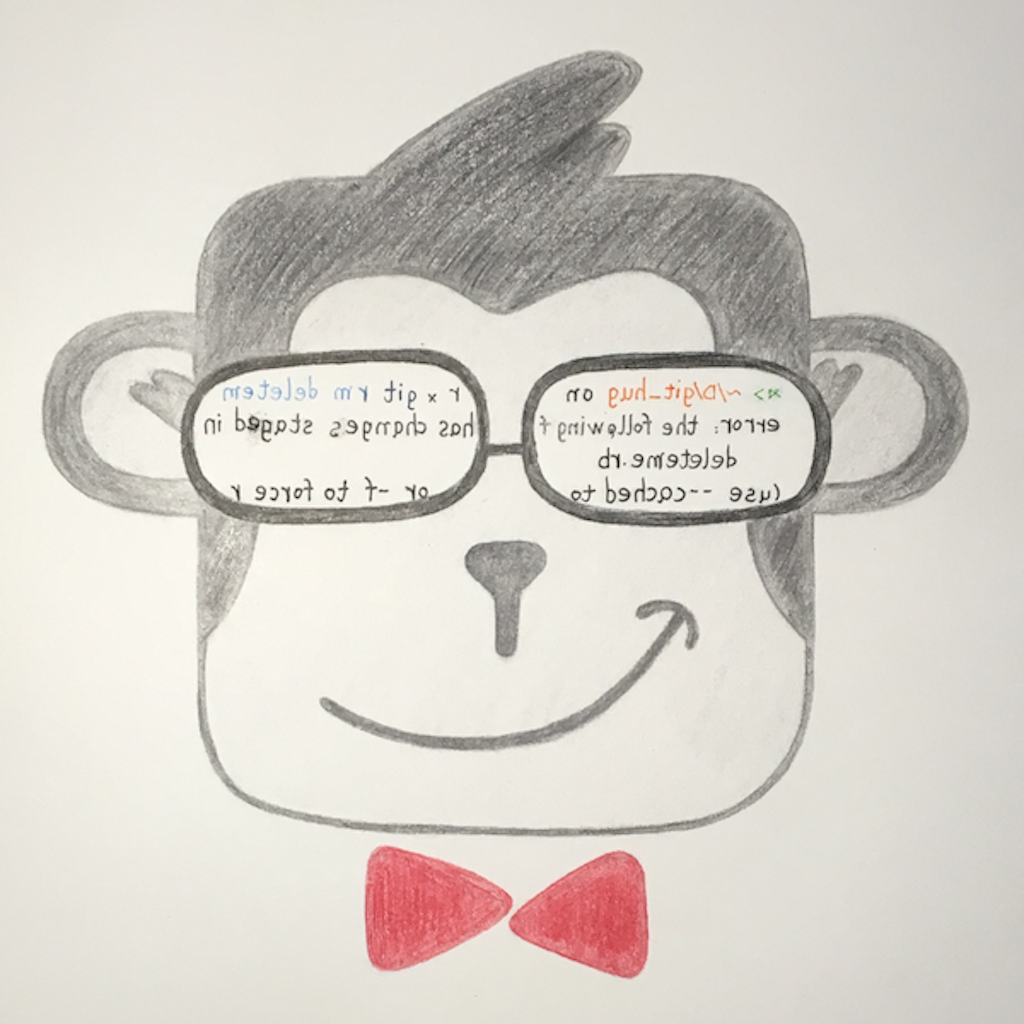 ~/D/git_hug on r × git rm deletem
error: the following f has changes staged in
deleteme.rb
(use --cached to or -f to force r